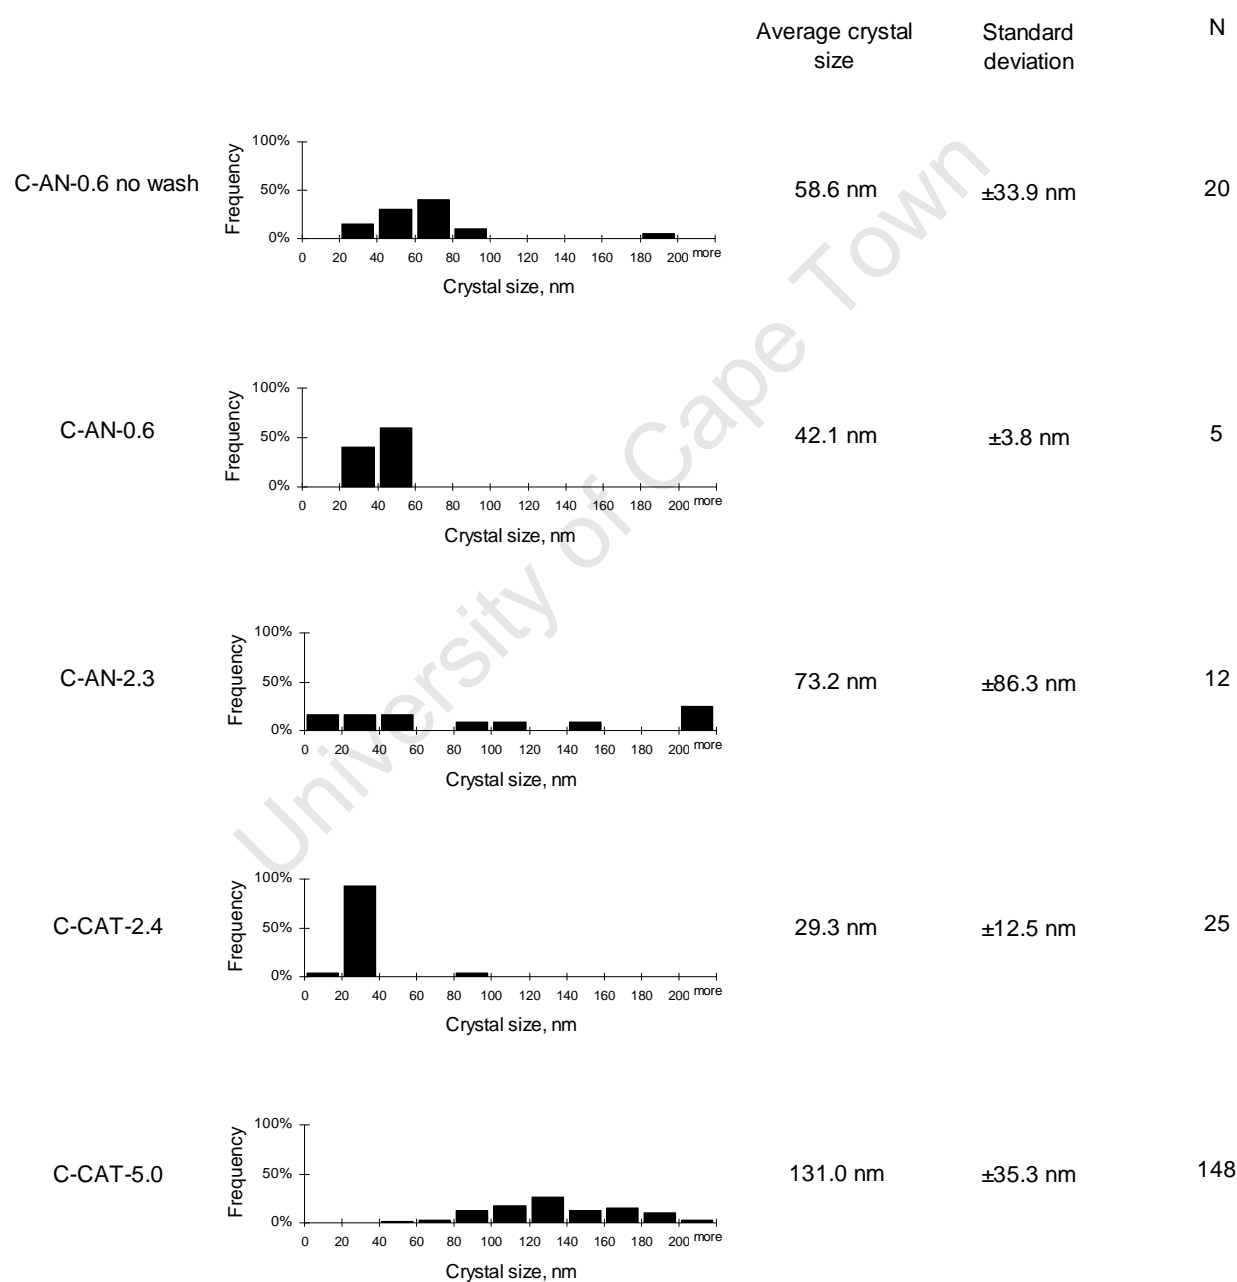 Average crystal size
Standard deviation
N
C-AN-0.6 no wash
Frequency
100%
50%
0%
0 20 40 60 80 100 120 140 160 180 200 more
Crystal size, nm
58.6 nm
±33.9 nm
20
C-AN-0.6
Frequency
100%
50%
0%
0 20 40 60 80 100 120 140 160 180 200 more
Crystal size, nm
42.1 nm
±3.8 nm
5
C-AN-2.3
Frequency
100%
50%
0%
0 20 40 60 80 100 120 140 160 180 200 more
Crystal size, nm
73.2 nm
±86.3 nm
12
C-CAT-2.4
Frequency
100%
50%
0%
0 20 40 60 80 100 120 140 160 180 200 more
Crystal size, nm
29.3 nm
±12.5 nm
25
C-CAT-5.0
Frequency
100%
50%
0%
0 20 40 60 80 100 120 140 160 180 200 more
Crystal size, nm
131.0 nm
±35.3 nm
148
University of Cape Town